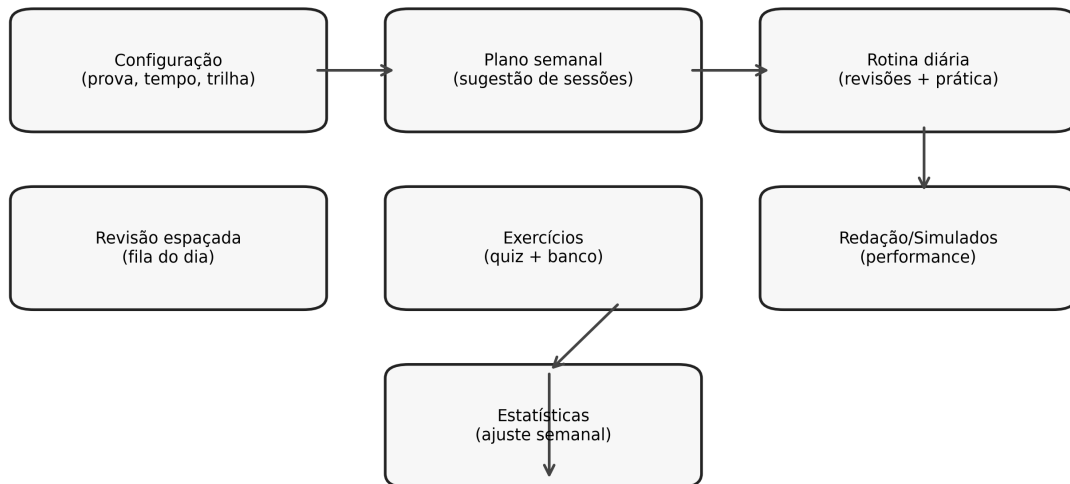 Configuração
(prova, tempo, trilha)
Plano semanal
(sugestão de sessões)
Rotina diária
(revisões + prática)
Revisão espaçada
(fila do dia)
Exercícios
(quiz + banco)
Redação/Simulados
(performance)
Estatísticas
(ajuste semanal)